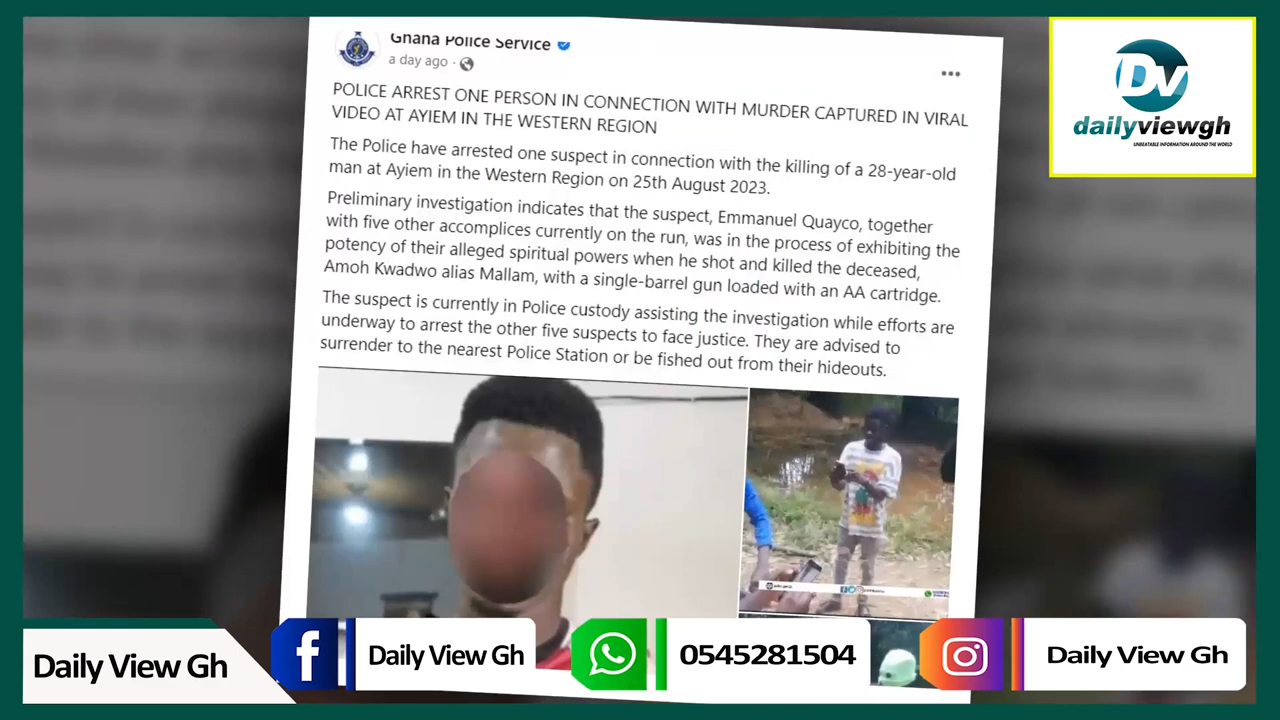 Ghana Police Service
a day ago ·
POLICE ARREST ONE PERSON IN CONNECTION WITH MURDER CAPTURED IN VIRAL
VIDEO AT AYIEM IN THE WESTERN REGION
The Police have arrested one suspect in connection with the killing of a 28-year-old
man at Ayiem in the Western Region on 25th August 2023.
Preliminary investigation indicates that the suspect, Emmanuel Quayco, together
with five other accomplices currently on the run, was in the process of exhibiting the
potency of their alleged spiritual powers when he shot and killed the deceased,
Amoh Kwadwo alias Mallam, with a single-barrel gun loaded with an AA cartridge.
The suspect is currently in Police custody assisting the investigation while efforts are
underway to arrest the other five suspects to face justice. They are advised to
surrender to the nearest Police Station or be fished out from their hideouts.
Dv
dailyviewgh
UNBEATABLE INFORMATION AROUND THE WORLD
Daily View Gh
Daily View Gh
0545281504
Daily View Gh